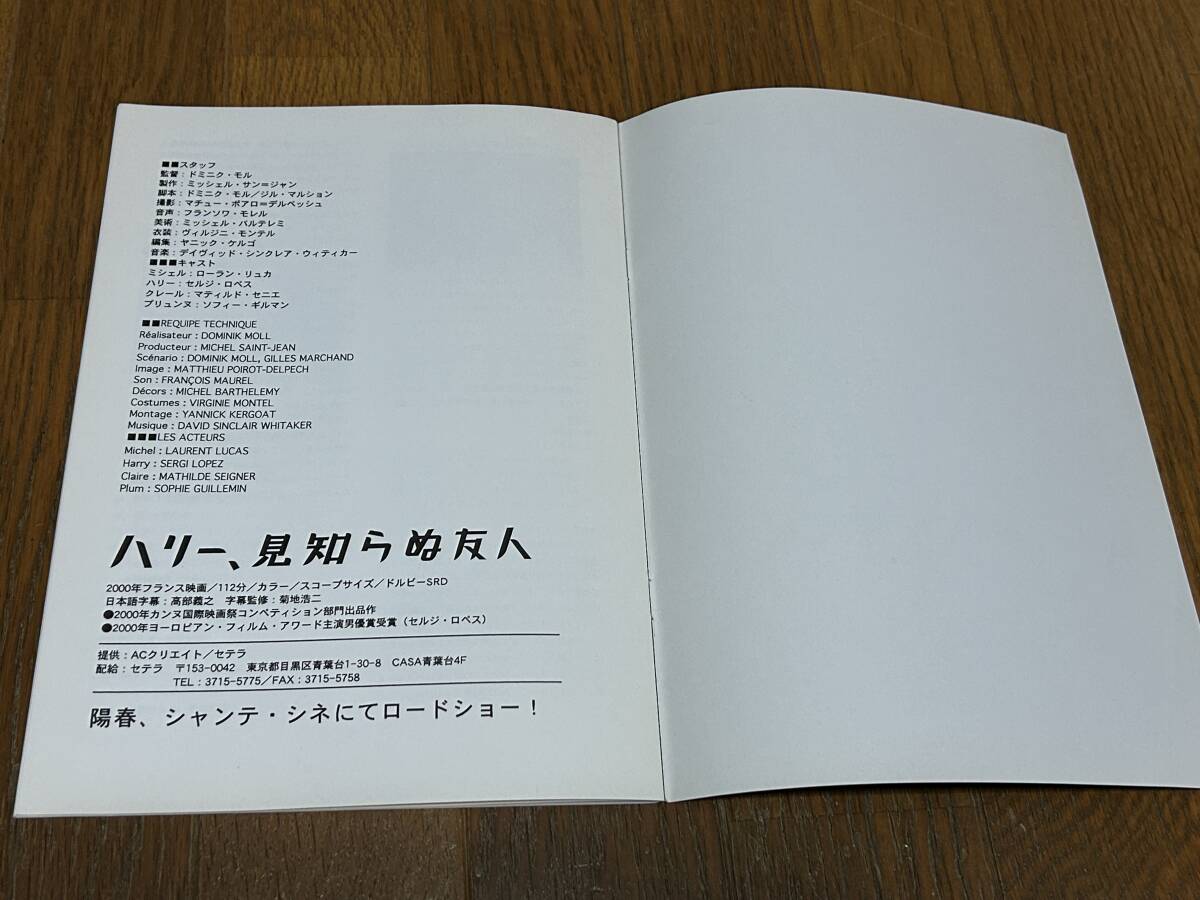 ■■スタッフ
監督：ドミニク・モル
製作：ミッシェル・サン＝ジャン
脚本：ドミニク・モル／ジル・マルション
撮影：マチュー・ポアロ＝デルペッシュ
音声：フランソワ・モレル
美術：ミッシェル・バルテレミ
衣装：ヴィルジニ・モンテル
編集：ヤニック・ケルゴ
音楽：デイヴィッド・シンクレア・ウィティカー
■■■キャスト
ミシェル：ローラン・リュカ
ハリー：セルジ・ロペス
クレール：マティルド・セニエ
プリュンヌ：ソフィー・ギルマン
■■REQUIPE TECHNIQUE
Réalisateur : DOMINIK MOLL
Producteur : MICHEL SAINT-JEAN
Scénario : DOMINIK MOLL, GILLES MARCHAND
Image : MATTHIEU POIROT-DELPECH
Son : FRANÇOIS MAUREL
Décors : MICHEL BARTHELEMY
Costumes : VIRGINIE MONTEL
Montage : YANNICK KERGOAT
Musique : DAVID SINCLAIR WHITAKER
■■■LES ACTEURS
Michel : LAURENT LUCAS
Harry : SERGI LOPEZ
Claire : MATHILDE SEIGNER
Plum : SOPHIE GUILLEMIN
ハリー、見知らぬ友人
2000年フランス映画／112分／カラー／スコープサイズ／ドルビーSRD
日本語字幕：高部義之　字幕監修：菊地浩二
●2000年カンヌ国際映画祭コンペティション部門出品作
●2000年ヨーロピアン・フィルム・アワード主演男優賞受賞（セルジ・ロペス）
提供：ACクリエイト／セテラ
配給：セテラ　〒153-0042　東京都目黒区青葉台1-30-8　CASA青葉台4F
TEL : 3715-5775／FAX : 3715-5758
陽春、シャンテ・シネにてロードショー！